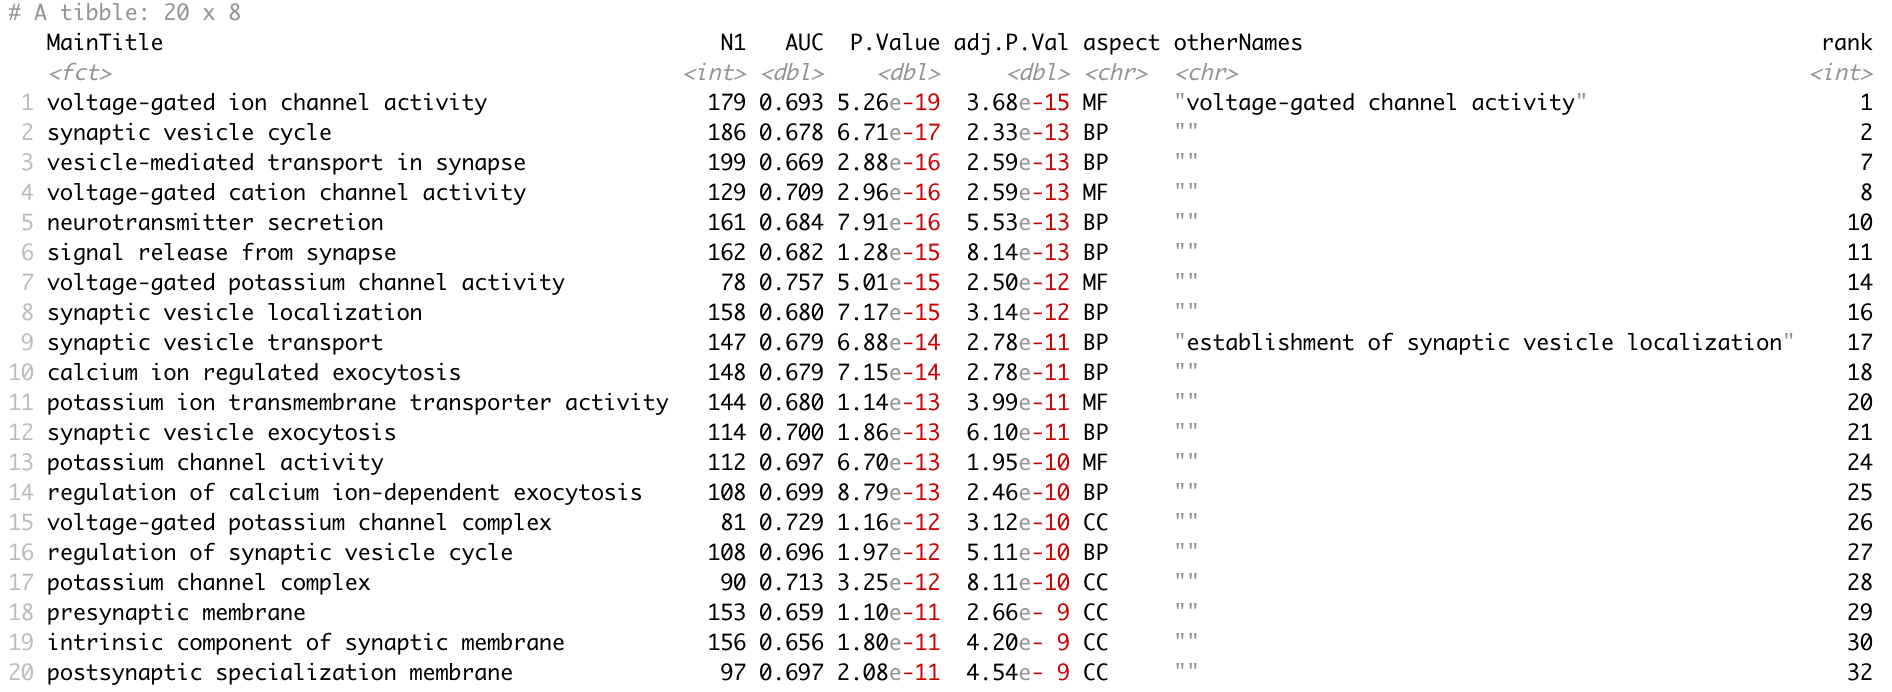 # A tibble: 20 x 8
MainTitle N1 AUC P.Value adj.P.Val aspect otherNames rank
<fct> <int> <dbl> <dbl> <dbl> <chr> <chr> <int>
1 voltage-gated ion channel activity 179 0.693 5.26e-19 3.68e-15 MF "voltage-gated channel activity" 1
2 synaptic vesicle cycle 186 0.678 6.71e-17 2.33e-13 BP "" 2
3 vesicle-mediated transport in synapse 199 0.669 2.88e-16 2.59e-13 BP "" 7
4 voltage-gated cation channel activity 129 0.709 2.96e-16 2.59e-13 MF "" 8
5 neurotransmitter secretion 161 0.684 7.91e-16 5.53e-13 BP "" 10
6 signal release from synapse 162 0.682 1.28e-15 8.14e-13 BP "" 11
7 voltage-gated potassium channel activity 78 0.757 5.01e-15 2.50e-12 MF "" 14
8 synaptic vesicle localization 158 0.680 7.17e-15 3.14e-12 BP "" 16
9 synaptic vesicle transport 147 0.679 6.88e-14 2.78e-11 BP "establishment of synaptic vesicle localization" 17
10 calcium ion regulated exocytosis 148 0.679 7.15e-14 2.78e-11 BP "" 18
11 potassium ion transmembrane transporter activity 144 0.680 1.14e-13 3.99e-11 MF "" 20
12 synaptic vesicle exocytosis 114 0.700 1.86e-13 6.10e-11 BP "" 21
13 potassium channel activity 112 0.697 6.70e-13 1.95e-10 MF "" 24
14 regulation of calcium ion-dependent exocytosis 108 0.699 8.79e-13 2.46e-10 BP "" 25
15 voltage-gated potassium channel complex 81 0.729 1.16e-12 3.12e-10 CC "" 26
16 regulation of synaptic vesicle cycle 108 0.696 1.97e-12 5.11e-10 BP "" 27
17 potassium channel complex 90 0.713 3.25e-12 8.11e-10 CC "" 28
18 presynaptic membrane 153 0.659 1.10e-11 2.66e- 9 CC "" 29
19 intrinsic component of synaptic membrane 156 0.656 1.80e-11 4.20e- 9 CC "" 30
20 postsynaptic specialization membrane 97 0.697 2.08e-11 4.54e- 9 CC "" 32